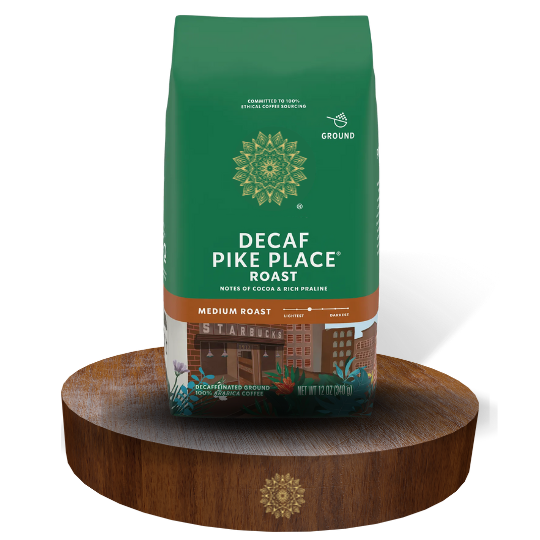 COMMITTED TO 100%
ETHICAL COFFEE SOURCING
GROUND
®
DECAF
PIKE PLACE®
ROAST
NOTES OF COCOA & RICH PRALINE
MEDIUM ROAST
LIGHTEST
DARKEST
STARBUCKS
DECAFFEINATED GROUND
100% ARABICA COFFEE
NET WT 12 OZ (340 g)